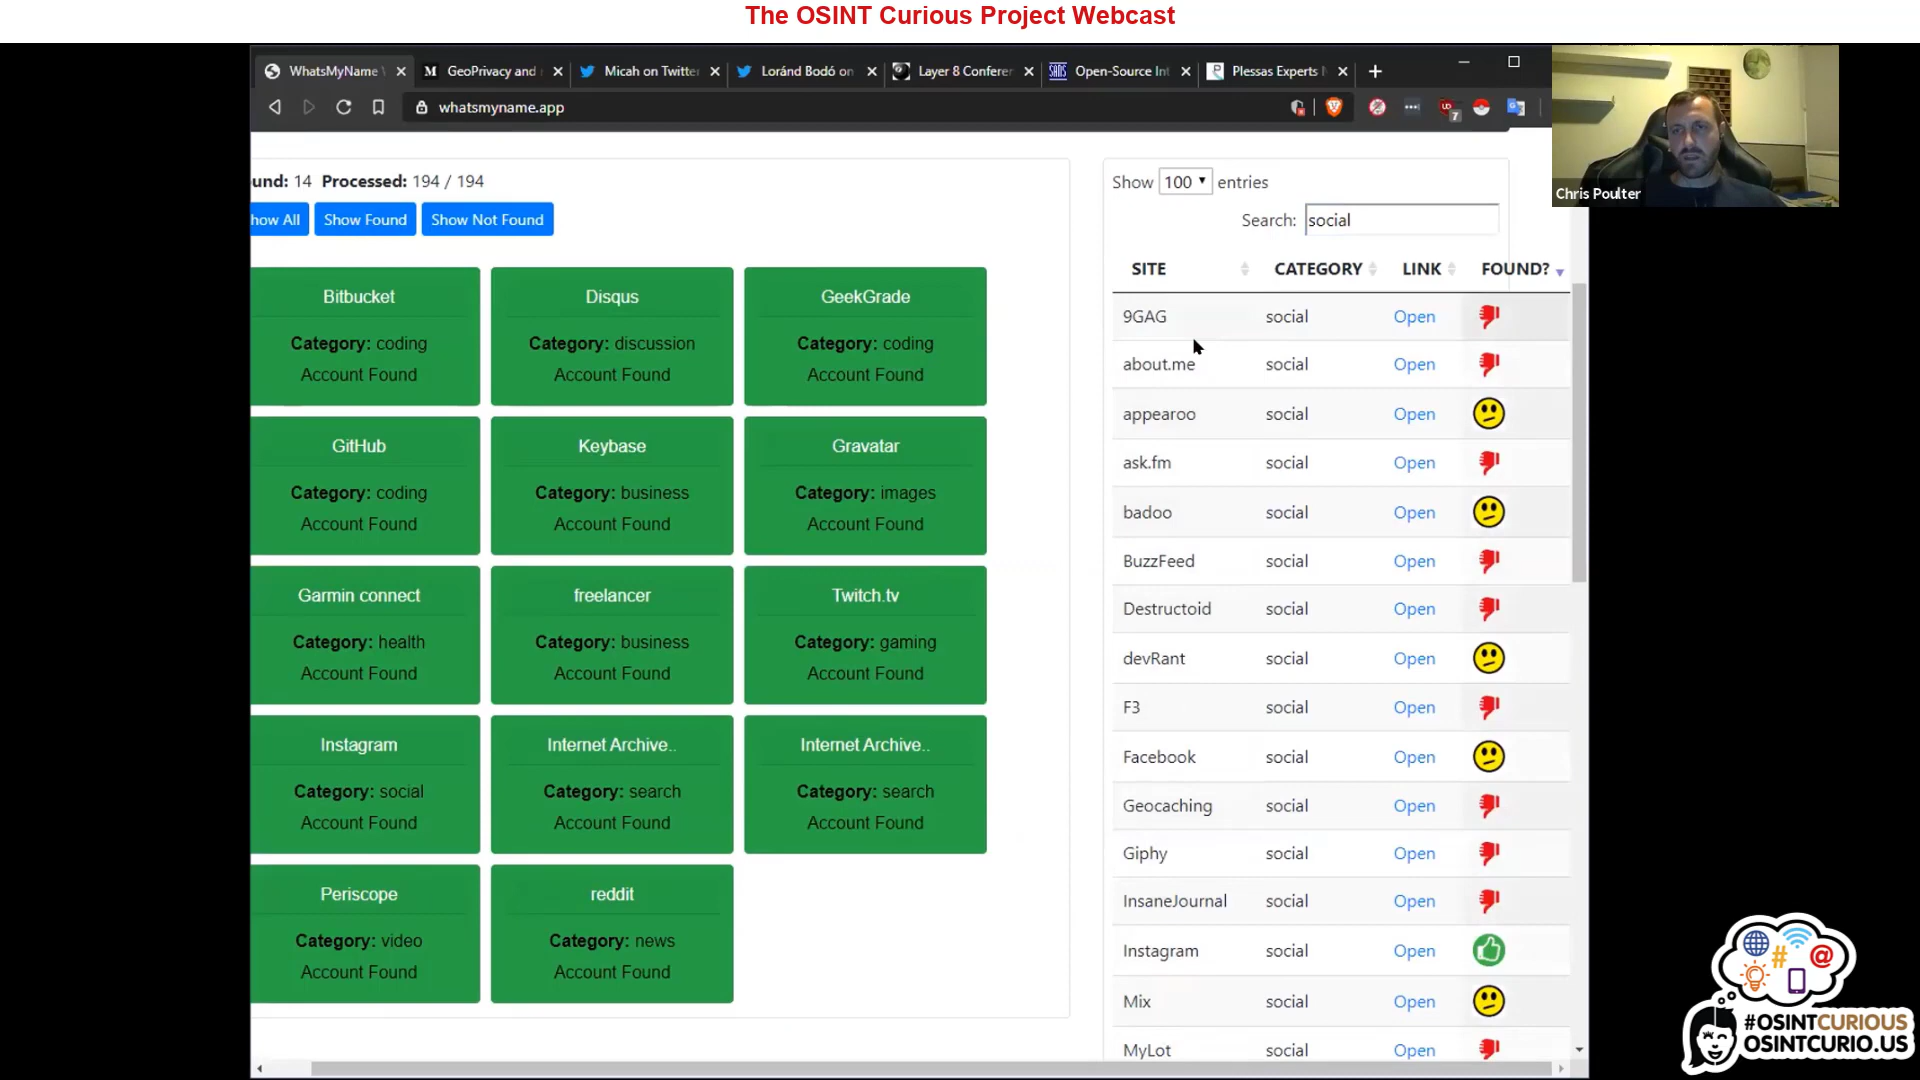 The OSINT Curious Project Webcast
WhatsMyName
GeoPrivacy and
Micah on Twitte
Loránd Bodó on
Layer 8 Confere
SANS
Open-Source Int
Plessas Experts
whatsmyname.app
7
Chris Poulter
und: 14 Processed: 194 / 194
how All
Show Found
Show Not Found
Bitbucket
Category: coding
Account Found
Disqus
Category: discussion
Account Found
GeekGrade
Category: coding
Account Found
GitHub
Category: coding
Account Found
Keybase
Category: business
Account Found
Gravatar
Category: images
Account Found
Garmin connect
Category: health
Account Found
freelancer
Category: business
Account Found
Twitch.tv
Category: gaming
Account Found
Instagram
Category: social
Account Found
Internet Archive..
Category: search
Account Found
Internet Archive..
Category: search
Account Found
Periscope
Category: video
Account Found
reddit
Category: news
Account Found
Show 100 entries
Search: social
SITE CATEGORY LINK FOUND?
9GAG social Open
about.me social Open
appearoo social Open
ask.fm social Open
badoo social Open
BuzzFeed social Open
Destructoid social Open
devRant social Open
F3 social Open
Facebook social Open
Geocaching social Open
Giphy social Open
InsaneJournal social Open
Instagram social Open
Mix social Open
MyLot social Open
#OSINTCURIOUS
OSINTCURIO.US